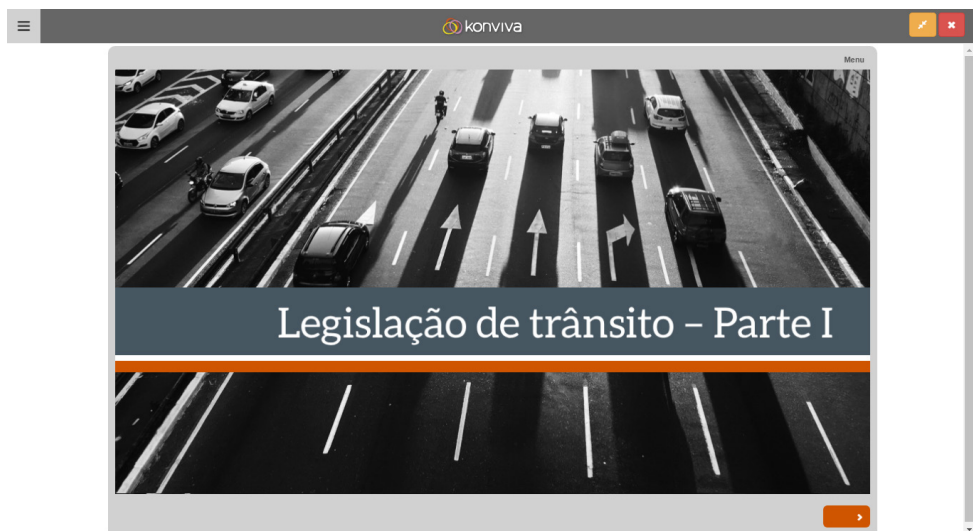 konviva
Menu
Legislação de trânsito – Parte I